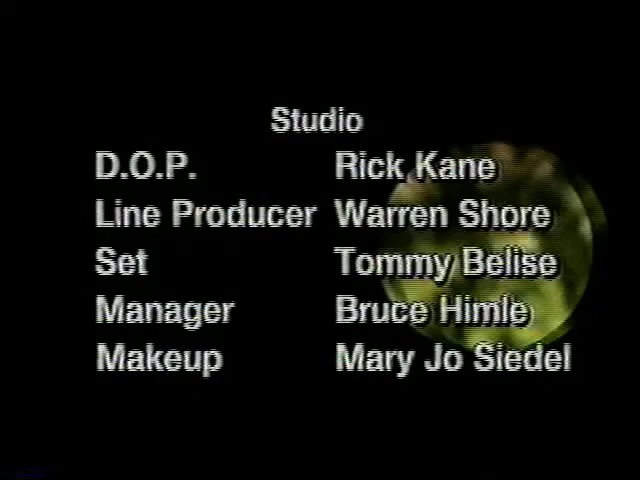 Studio
D.O.P. Rick Kane
Line Producer Warren Shore
Set Tommy Belise
Manager Bruce Himle
Makeup Mary Jo Siedel